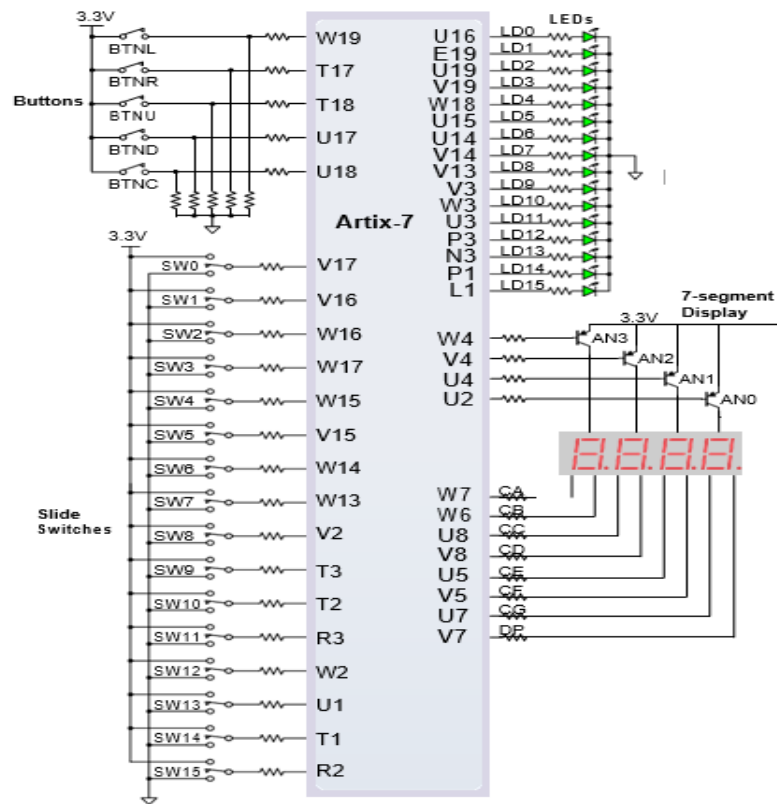 3.3V
BTNL
BTNR
Buttons
BTNU
BTND
BTNC
W19
T17
T18
U17
U18
Artix-7
3.3V
SW0
V17
SW1
V16
SW2
W16
SW3
W17
SW4
W15
SW5
V15
SW6
W14
SW7
W13
Slide
Switches
SW8
V2
SW9
T3
SW10
T2
SW11
R3
SW12
W2
SW13
U1
SW14
T1
SW15
R2
LEDs
U16 LD0
E19 LD1
U19 LD2
V19 LD3
W18 LD4
U15 LD5
U14 LD6
V14 LD7
V13 LD8
V3 LD9
W3 LD10
U3 LD11
P3 LD12
N3 LD13
P1 LD14
L1 LD15
7-segment
Display
3.3V
W4 AN3
V4 AN2
U4 AN1
U2 AN0
8.8.8.8.
W7 CA
W6 CB
U8 CC
V8 CD
U5 CE
V5 CF
U7 CG
V7 DP